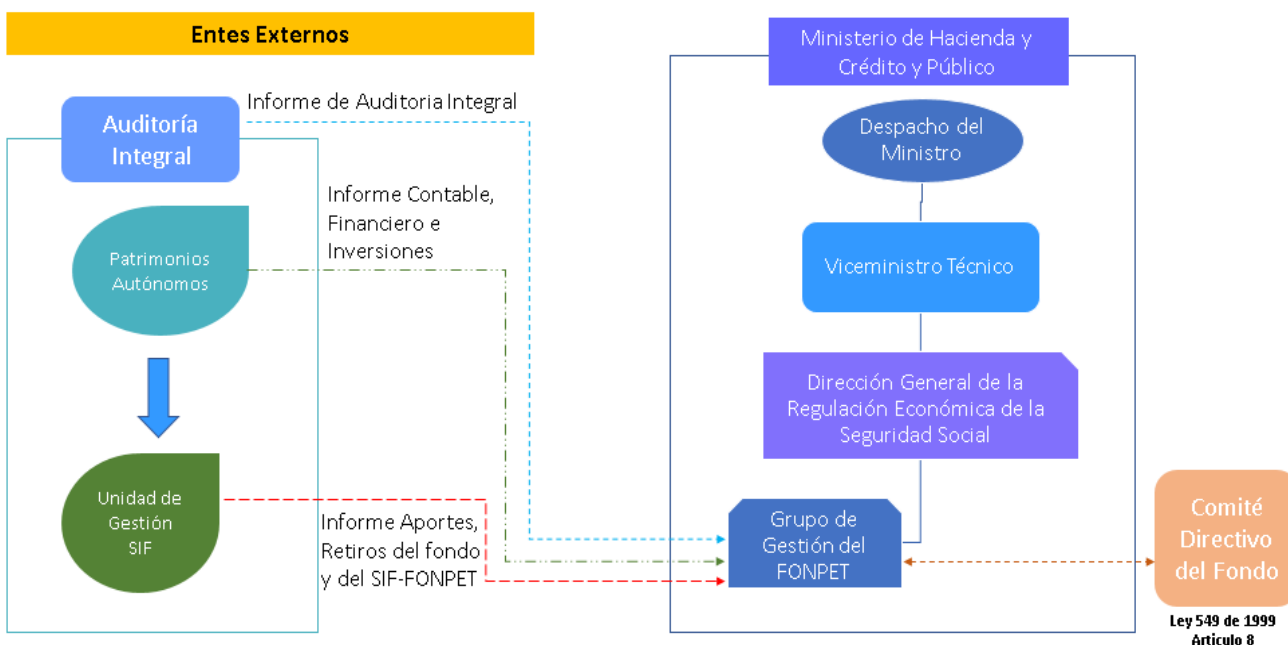 Entes Externos
Auditoría
Integral
Informe de Auditoria Integral
Patrimonios
Autónomos
Informe Contable,
Financiero e
Inversiones
Unidad de
Gestión
SIF
Informe Aportes,
Retiros del fondo
y del SIF-FONPET
Ministerio de Hacienda y
Crédito y Público
Despacho del
Ministro
Viceministro Técnico
Dirección General de la
Regulación Económica de la
Seguridad Social
Grupo de
Gestión del
FONPET
Comité
Directivo
del Fondo
Ley 549 de 1999
Articulo 8